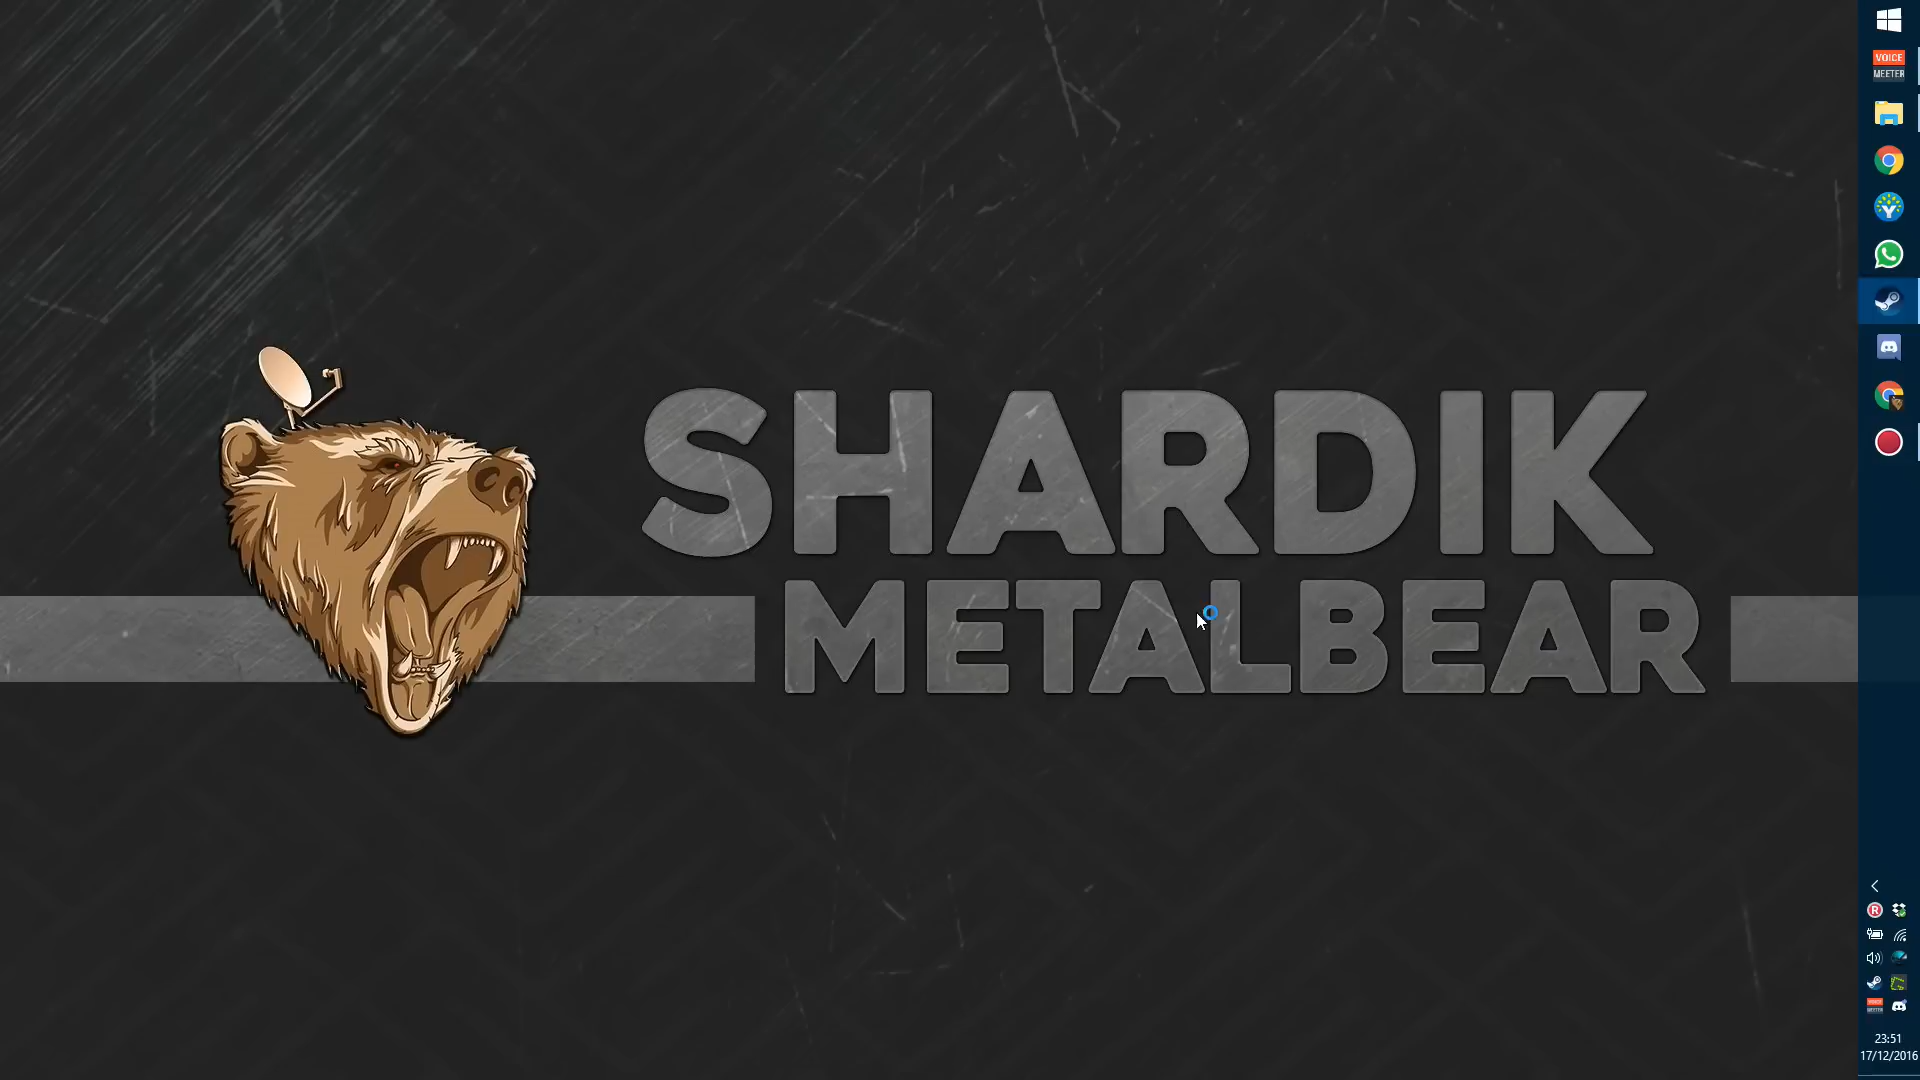 SHARDIK
METALBEAR
VOICE
MEETER
R
23:51
17/12/2016